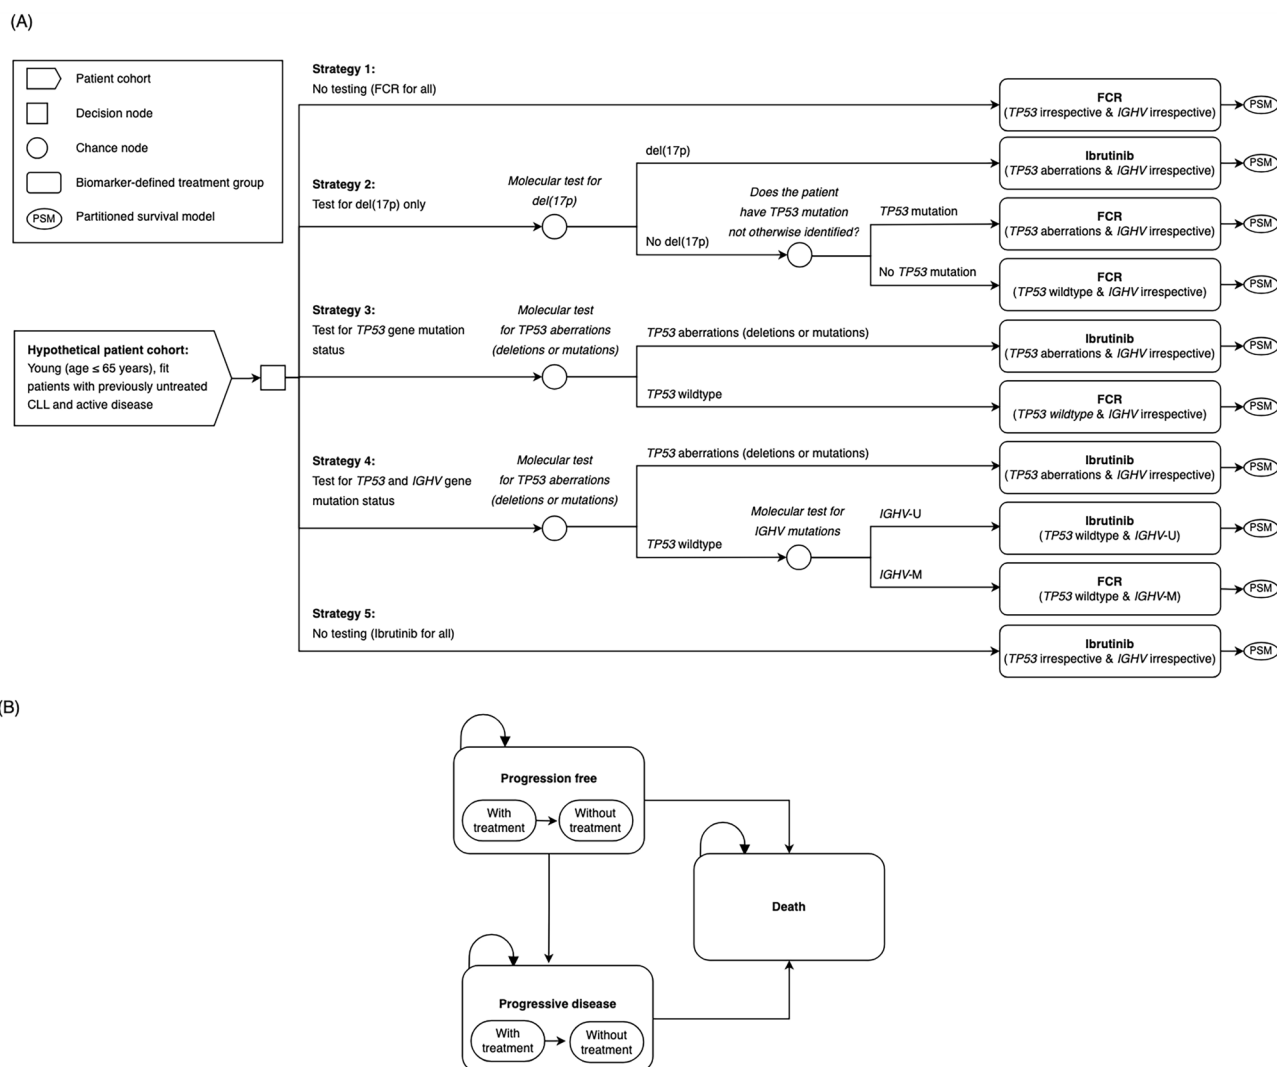 (A)
Patient cohort
Decision node
Chance node
Biomarker-defined treatment group
PSM
Partitioned survival model
Hypothetical patient cohort:
Young (age ≤ 65 years), fit
patients with previously untreated
CLL and active disease
Strategy 1:
No testing (FCR for all)
FCR
(TP53 irrespective & IGHV irrespective)
PSM
Strategy 2:
Test for del(17p) only
Molecular test for
del(17p)
del(17p)
Ibrutinib
(TP53 aberrations & IGHV irrespective)
PSM
No del(17p)
Does the patient
have TP53 mutation
not otherwise identified?
TP53 mutation
FCR
(TP53 aberrations & IGHV irrespective)
PSM
No TP53 mutation
FCR
(TP53 wildtype & IGHV irrespective)
PSM
Strategy 3:
Test for TP53 gene mutation
status
Molecular test
for TP53 aberrations
(deletions or mutations)
TP53 aberrations (deletions or mutations)
Ibrutinib
(TP53 aberrations & IGHV irrespective)
PSM
TP53 wildtype
FCR
(TP53 wildtype & IGHV irrespective)
PSM
Strategy 4:
Test for TP53 and IGHV gene
mutation status
Molecular test
for TP53 aberrations
(deletions or mutations)
TP53 aberrations (deletions or mutations)
Ibrutinib
(TP53 aberrations & IGHV irrespective)
PSM
TP53 wildtype
Molecular test for
IGHV mutations
IGHV-U
Ibrutinib
(TP53 wildtype & IGHV-U)
PSM
IGHV-M
FCR
(TP53 wildtype & IGHV-M)
PSM
Strategy 5:
No testing (Ibrutinib for all)
Ibrutinib
(TP53 irrespective & IGHV irrespective)
PSM
(B)
Progression free
With
treatment
Without
treatment
Death
Progressive disease
With
treatment
Without
treatment